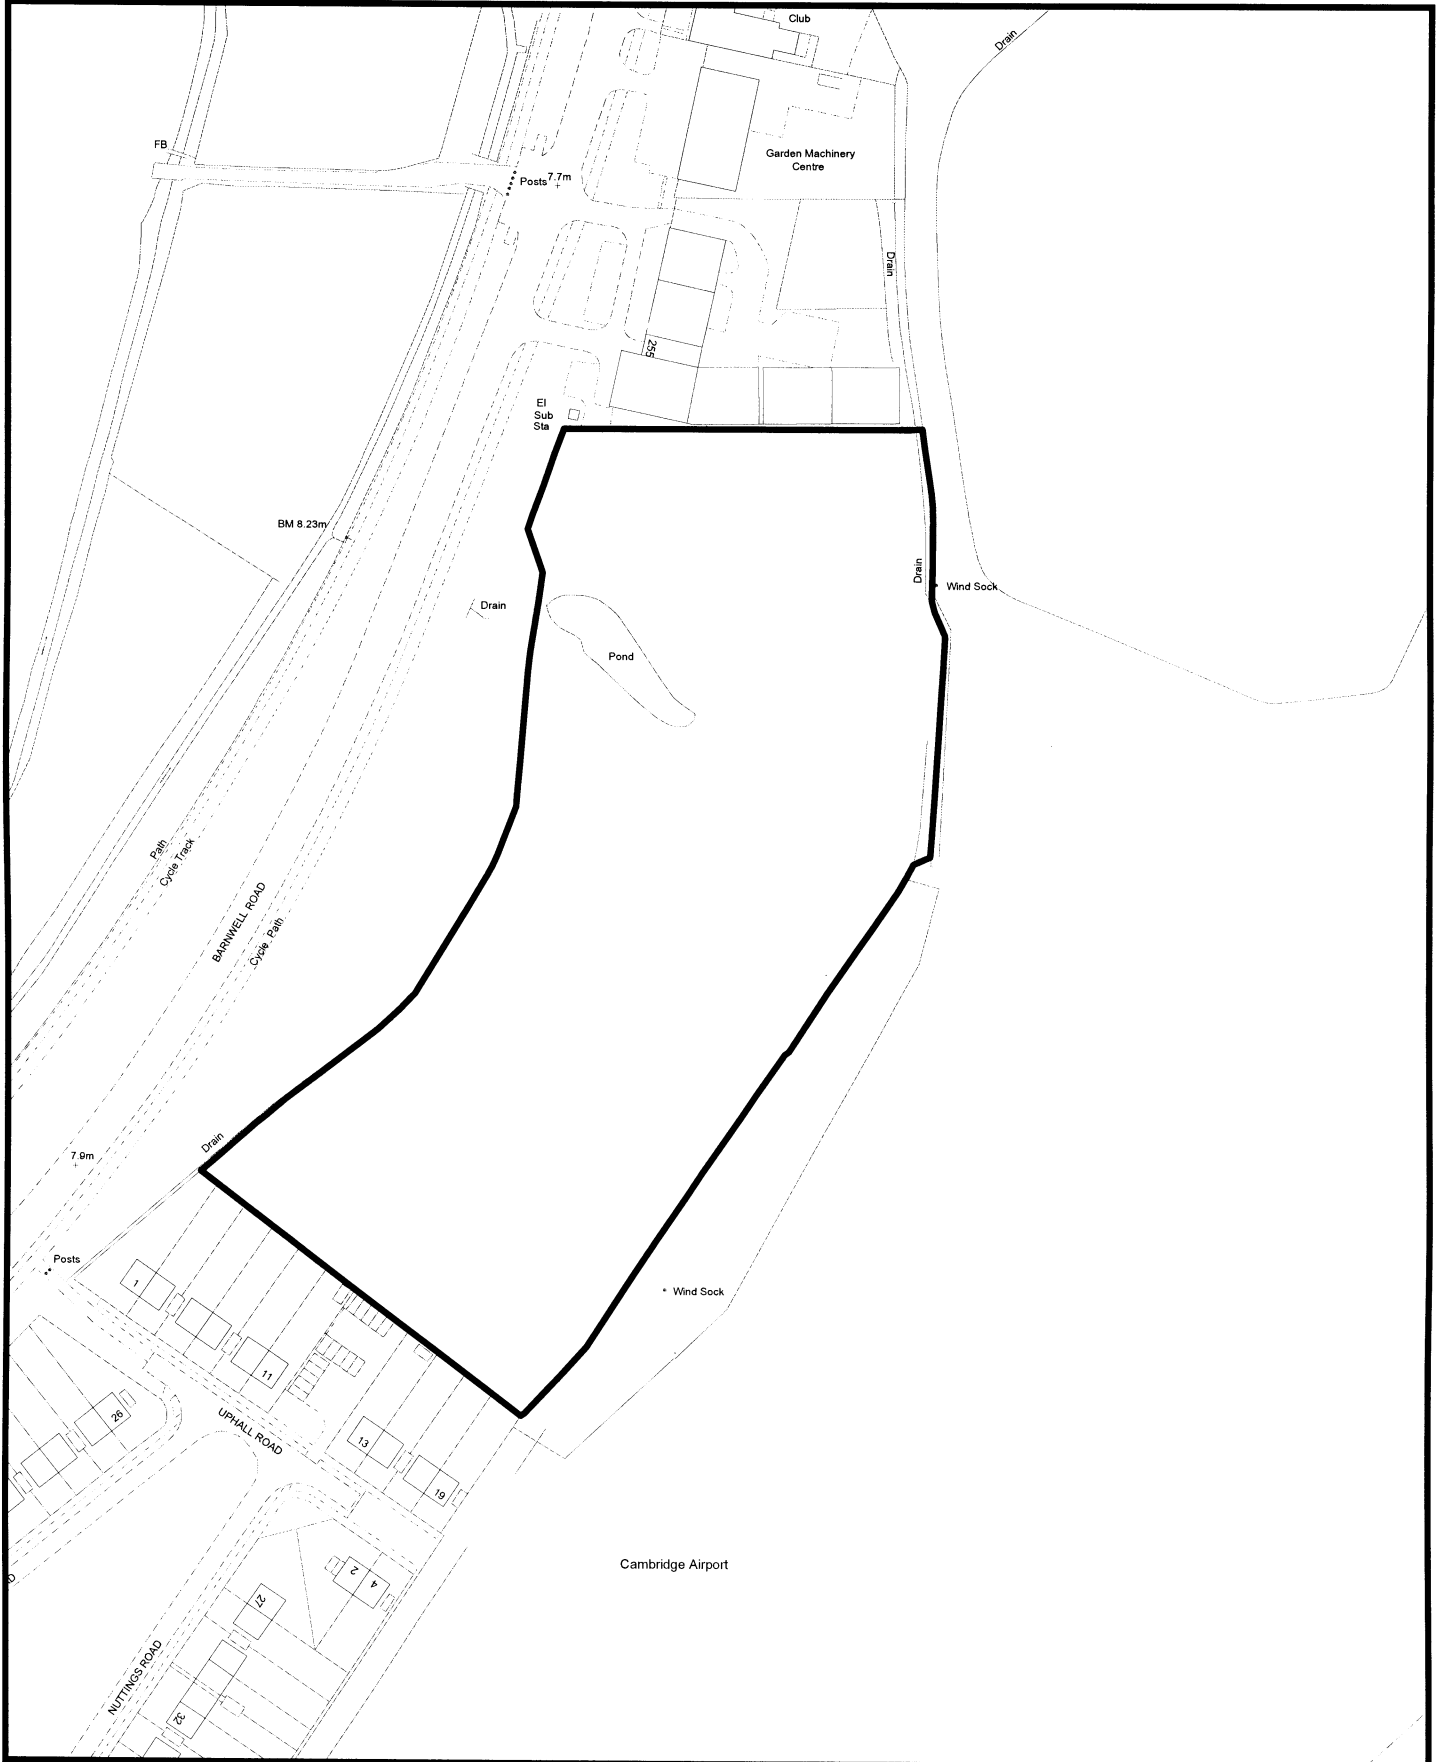 Club
Drain
FB
Garden Machinery
Centre
Posts
7.7m
Drain
255
El
Sub
Sta
BM 8.23m
Drain
Wind Sock
Drain
Pond
Path
Cycle Track
BARNWELL ROAD
Cycle Path
Drain
7.9m
Posts
1
Wind Sock
11
26
UPHALL ROAD
13
19
Cambridge Airport
2
4
27
NUTTINGS ROAD
32